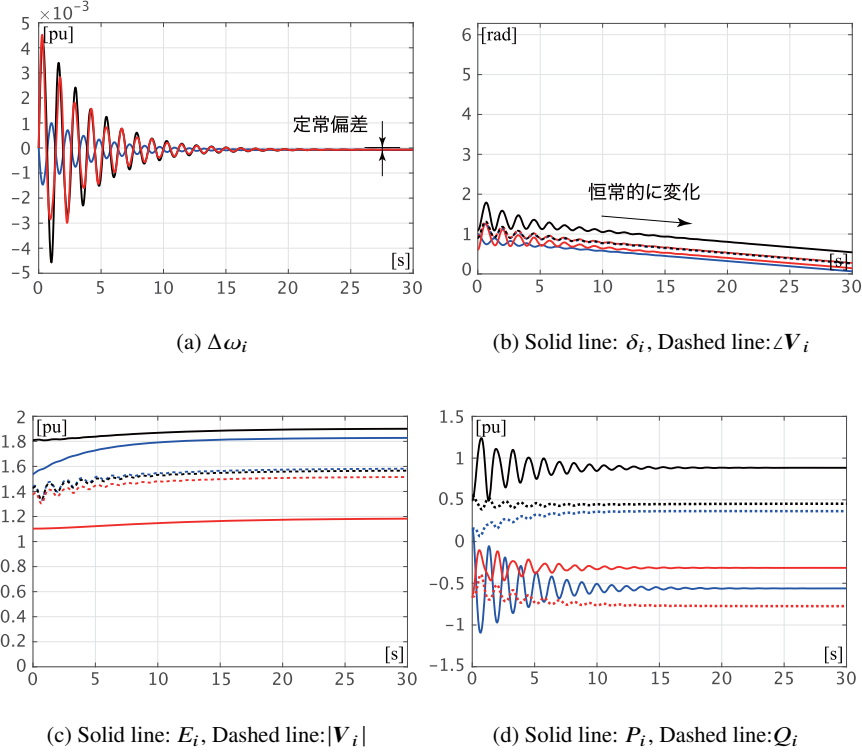 ×10⁻³
[pu]
5
4
3
2
1
0
−1
−2
−3
−4
−5
定常偏差
[s]
0 5 10 15 20 25 30
(a) Δωi
[rad]
6
5
4
3
2
1
0
恒常的に変化
[s]
0 5 10 15 20 25 30
(b) Solid line: δi, Dashed line:∠Vi
[pu]
2
1.8
1.6
1.4
1.2
1
0.8
0.6
0.4
0.2
0
[s]
0 5 10 15 20 25 30
(c) Solid line: Ei, Dashed line:|Vi|
[pu]
1.5
1
0.5
0
−0.5
−1
−1.5
[s]
0 5 10 15 20 25 30
(d) Solid line: Pi, Dashed line:Qi